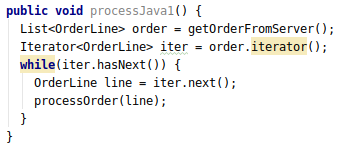 public void processJava1() {
  List<OrderLine> order = getOrderFromServer();
  Iterator<OrderLine> iter = order.iterator();
  while(iter.hasNext()) {
    OrderLine line = iter.next();
    processOrder(line);
  }
}